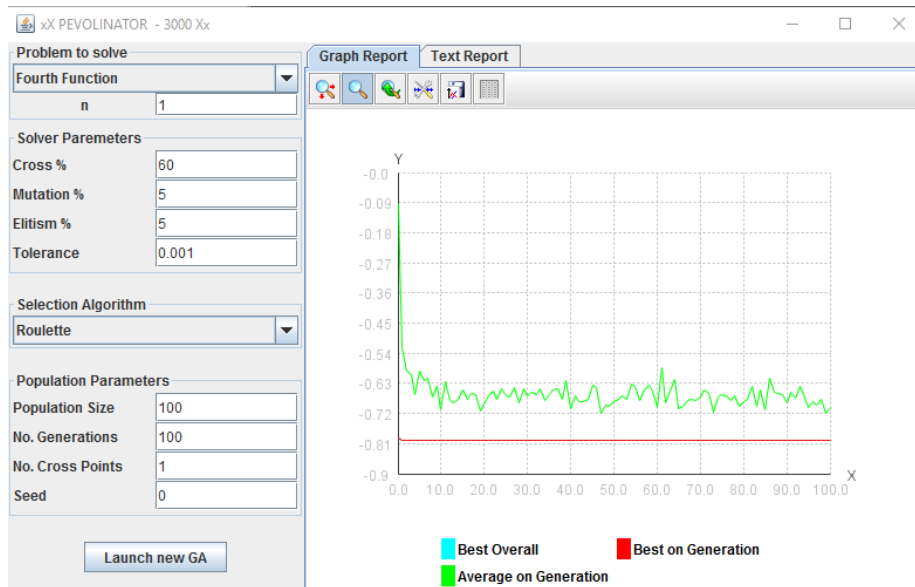 xX PEVOLINATOR - 3000 Xx
Problem to solve
Fourth Function
n 1
Solver Paremeters
Cross % 60
Mutation % 5
Elitism % 5
Tolerance 0.001
Selection Algorithm
Roulette
Population Parameters
Population Size 100
No. Generations 100
No. Cross Points 1
Seed 0
Launch new GA
Graph Report Text Report
Y
-0.0
-0.09
-0.18
-0.27
-0.36
-0.45
-0.54
-0.63
-0.72
-0.81
-0.9
0.0 10.0 20.0 30.0 40.0 50.0 60.0 70.0 80.0 90.0 100.0
X
Best Overall Best on Generation
Average on Generation